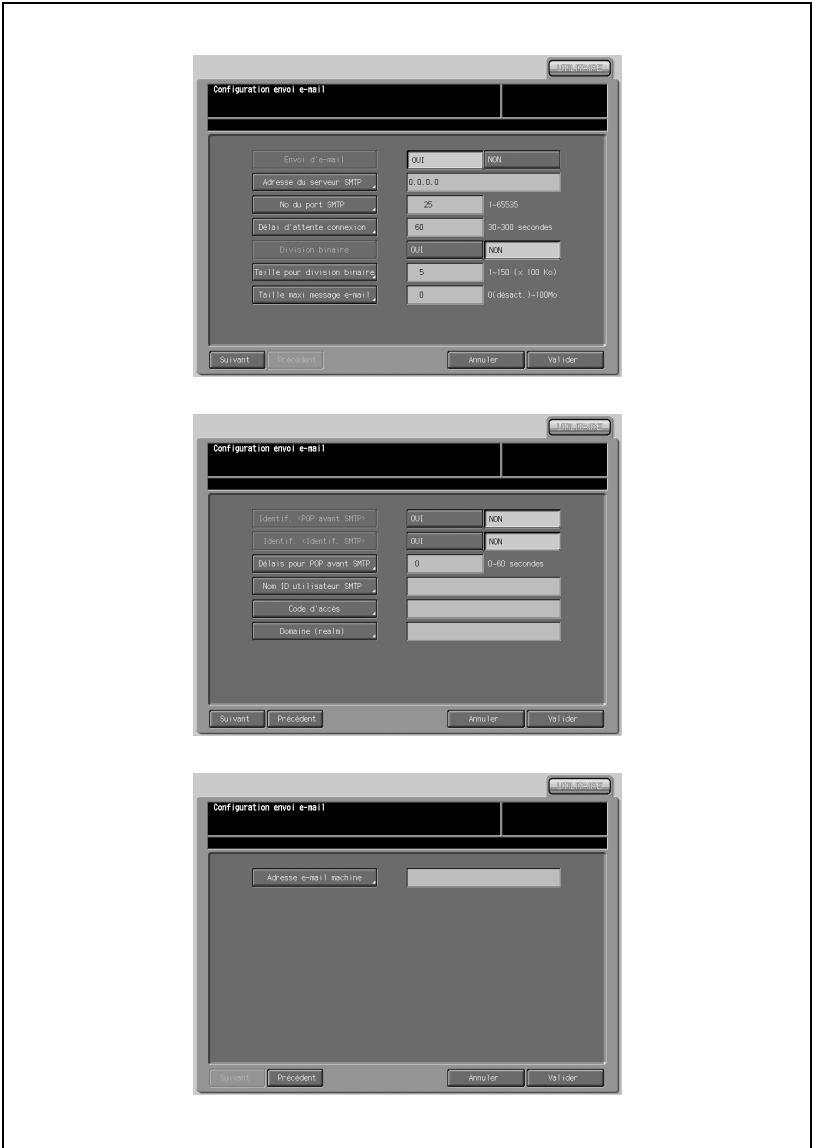 UTILITAIRE
Configuration envoi e-mail
Envoi d'e-mail OUI NON
Adresse du serveur SMTP 0.0.0.0
No du port SMTP 25 1-65535
Délai d'attente connexion 60 30-300 secondes
Division binaire OUI NON
Taille pour division binaire 5 1-150 (x 100 Ko)
Taille maxi message e-mail 0 0(désact.)-100Mo
Suivant Précédent Annuler Valider
UTILITAIRE
Configuration envoi e-mail
Identif. <POP avant SMTP> OUI NON
Identif. <Identif. SMTP> OUI NON
Délais pour POP avant SMTP 0 0-60 secondes
Nom ID utilisateur SMTP
Code d'accès
Domaine (realm)
Suivant Précédent Annuler Valider
UTILITAIRE
Configuration envoi e-mail
Adresse e-mail machine
Suivant Précédent Annuler Valider